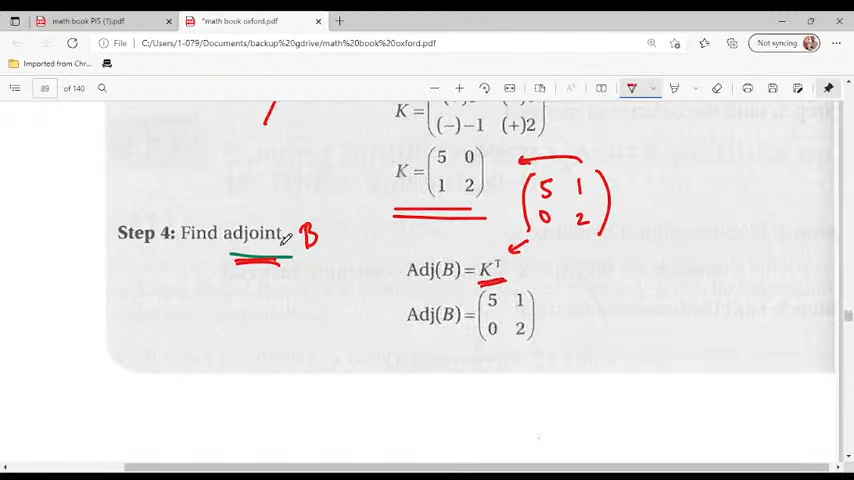 math book PIS (1).pdf
*math book oxford.pdf
File | C:/Users/1-079/Documents/backup%20gdrive/math%20book%20oxford.pdf
Not syncing
Imported from Chr...
89 of 140
K =
(−)−1 (+)2
K = (5 0
1 2)
(5 1
0 2)
Step 4: Find adjoint. B
Adj(B) = Kᵀ
Adj(B) = (5 1
0 2)